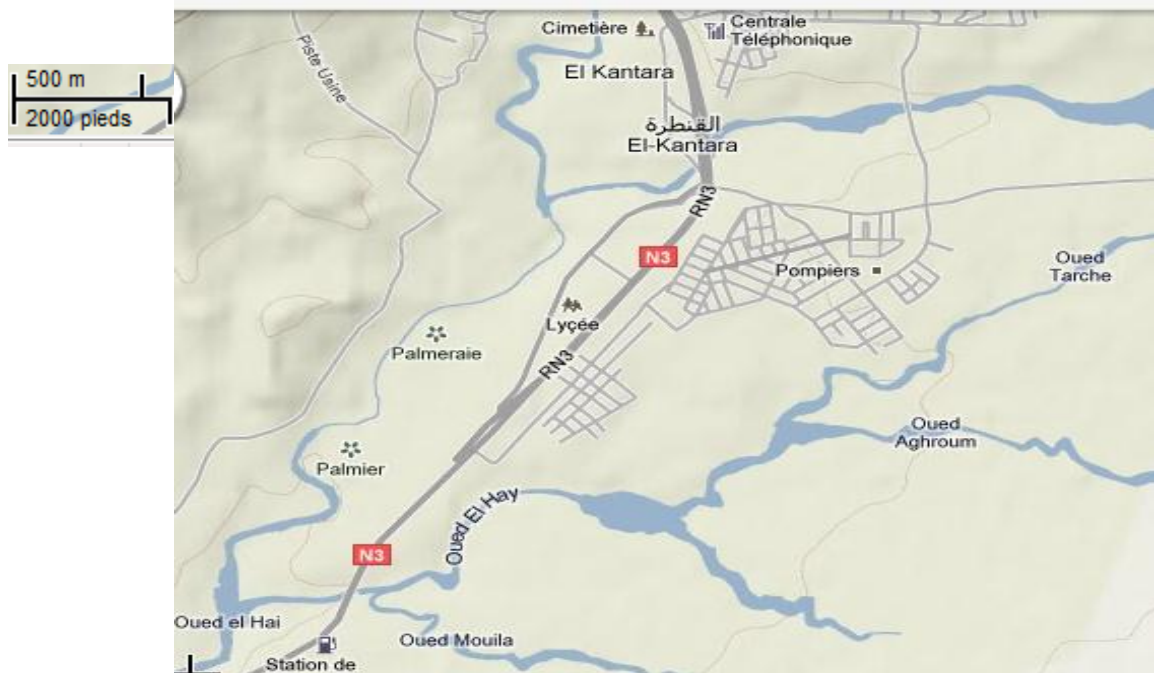 500 m
2000 pieds
Cimetière
Centrale
Téléphonique
Piste Usine
El Kantara
القنطرة
El-Kantara
RN3
N3
Pompiers
Oued
Tarche
Lyçée
Palmeraie
RN3
Oued
Aghroum
Palmier
Oued El Hay
N3
Oued el Hai
Oued Mouila
Station de